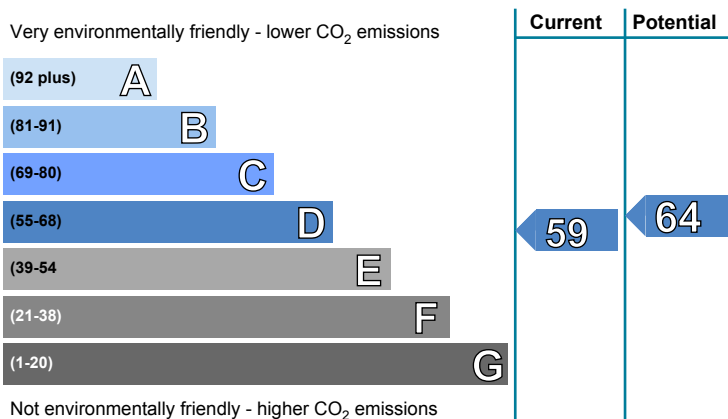 Very environmentally friendly - lower CO2 emissions
Current
Potential
(92 plus) A
(81-91) B
(69-80) C
(55-68) D
(39-54 E
(21-38) F
(1-20) G
59
64
Not environmentally friendly - higher CO2 emissions